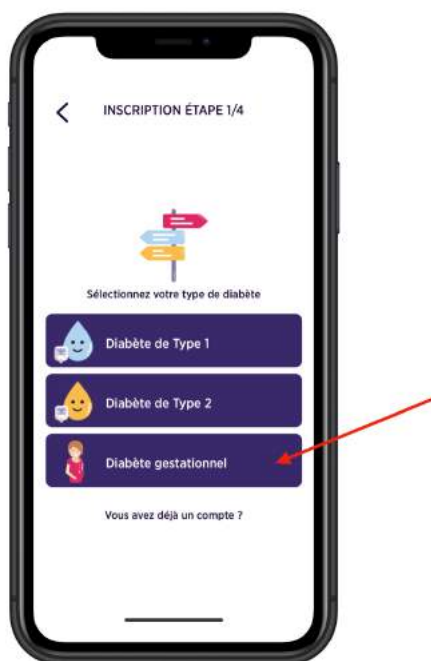 INSCRIPTION ÉTAPE 1/4
Sélectionnez votre type de diabète
Diabète de Type 1
Diabète de Type 2
Diabète gestationnel
Vous avez déjà un compte ?